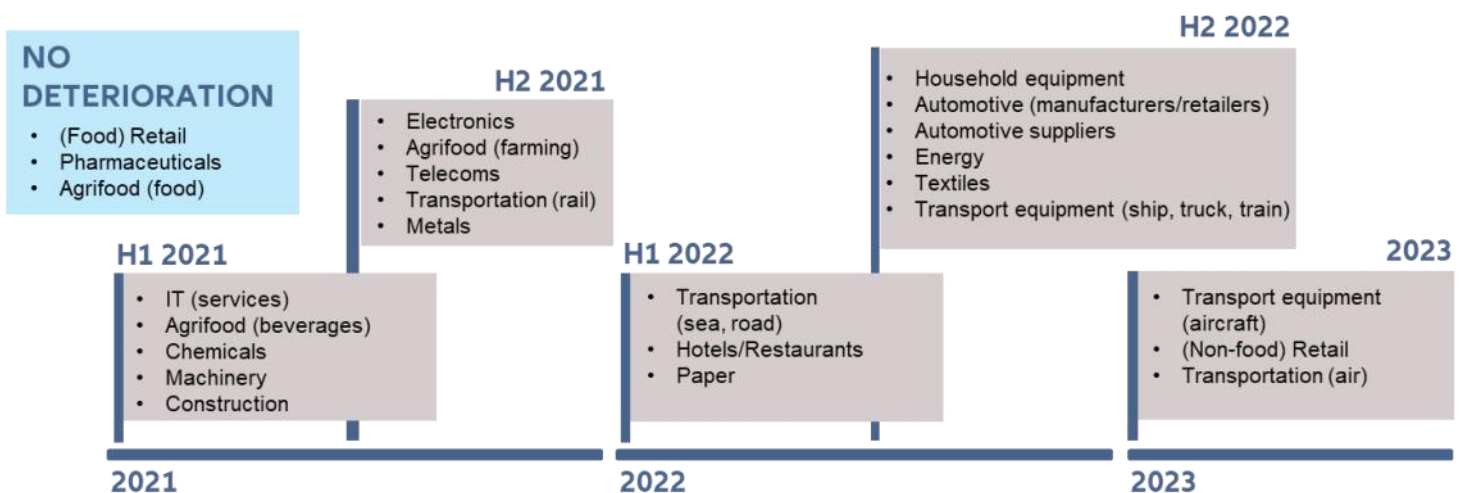 NO
DETERIORATION
• (Food) Retail
• Pharmaceuticals
• Agrifood (food)
H1 2021
• IT (services)
• Agrifood (beverages)
• Chemicals
• Machinery
• Construction
H2 2021
• Electronics
• Agrifood (farming)
• Telecoms
• Transportation (rail)
• Metals
H1 2022
• Transportation
(sea, road)
• Hotels/Restaurants
• Paper
H2 2022
• Household equipment
• Automotive (manufacturers/retailers)
• Automotive suppliers
• Energy
• Textiles
• Transport equipment (ship, truck, train)
2023
• Transport equipment
(aircraft)
• (Non-food) Retail
• Transportation (air)
2021
2022
2023